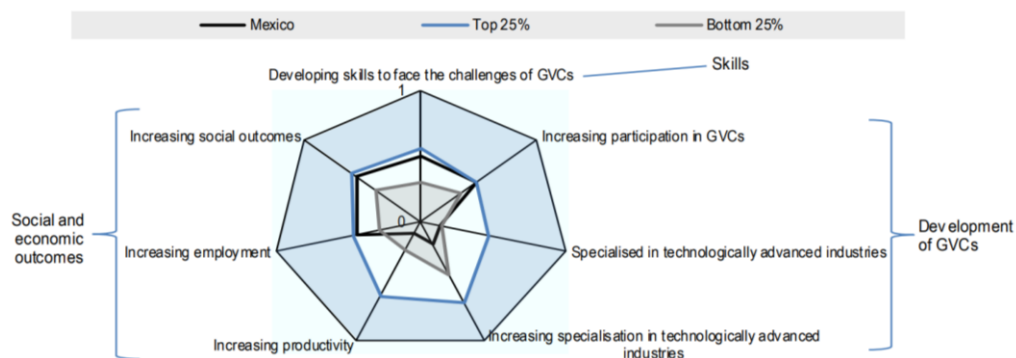 Mexico
Top 25%
Bottom 25%
Skills
Developing skills to face the challenges of GVCs
1
Increasing social outcomes
Increasing participation in GVCs
0
Social and
economic
outcomes
Development
of GVCs
Increasing employment
Specialised in technologically advanced industries
Increasing productivity
Increasing specialisation in technologically advanced
industries